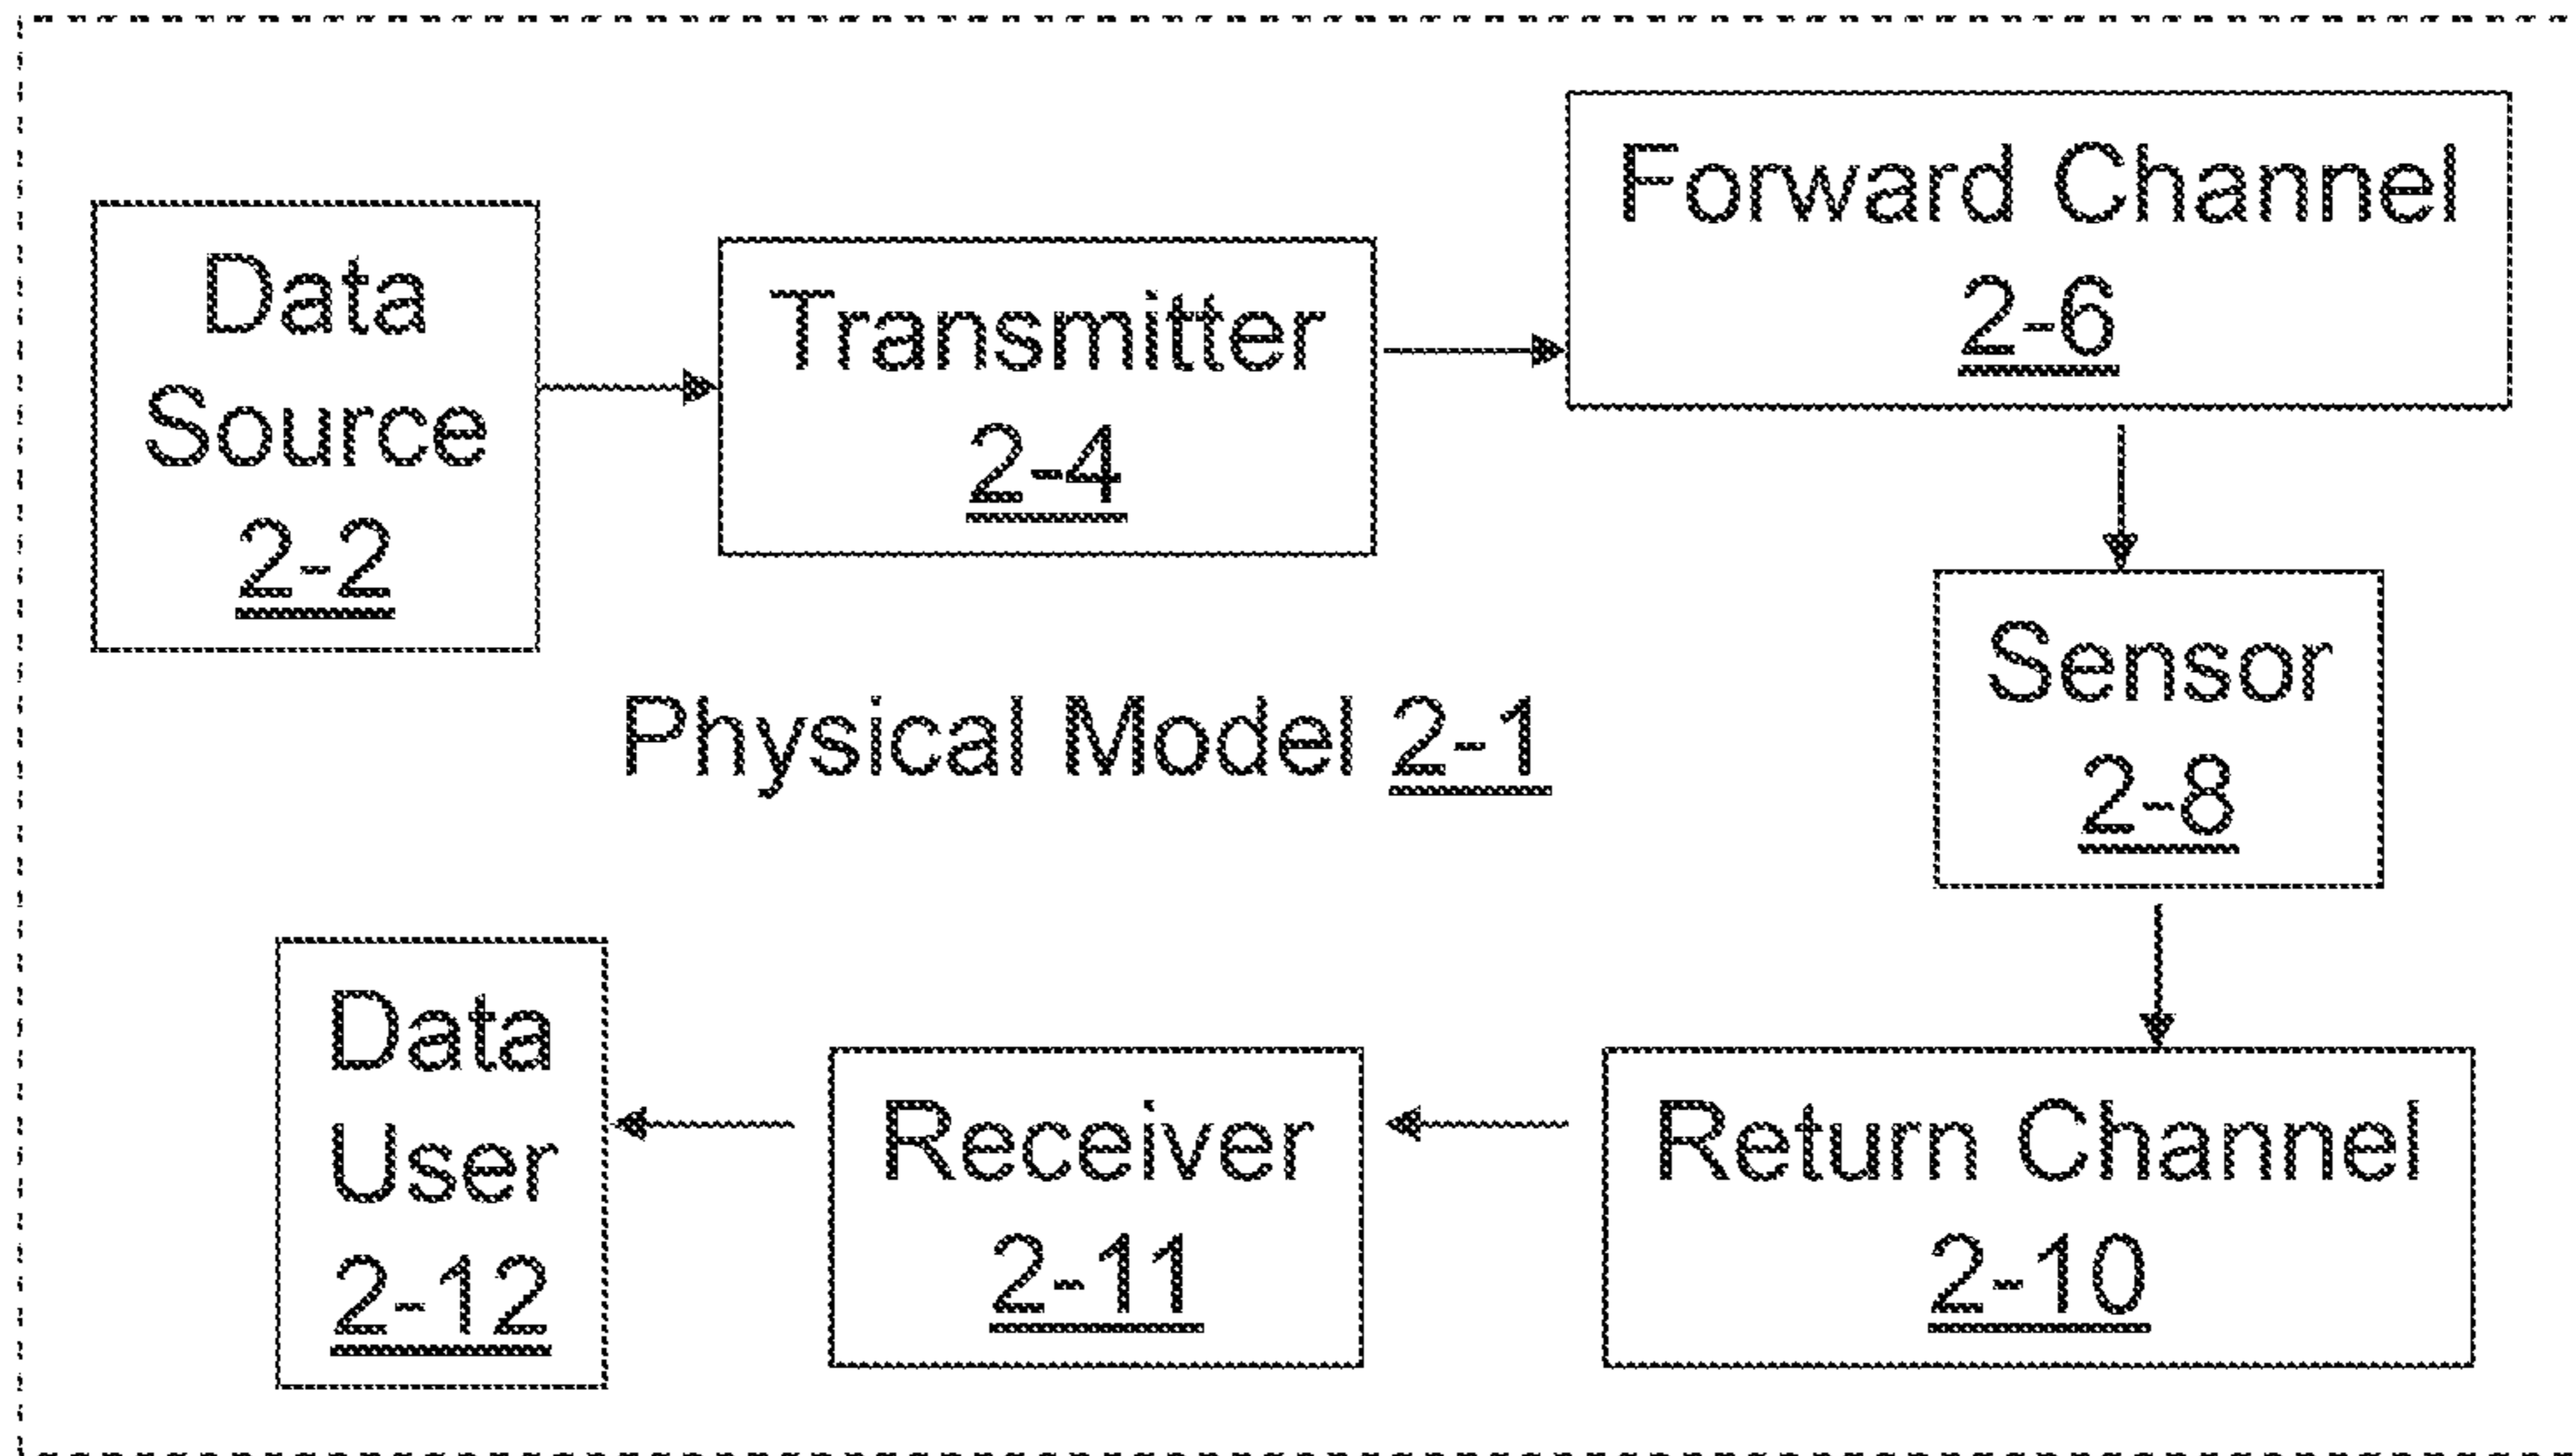 Data
Source
2-2
Transmitter
2-4
Forward Channel
2-6
Physical Model 2-1
Sensor
2-8
Data
User
2-12
Receiver
2-11
Return Channel
2-10